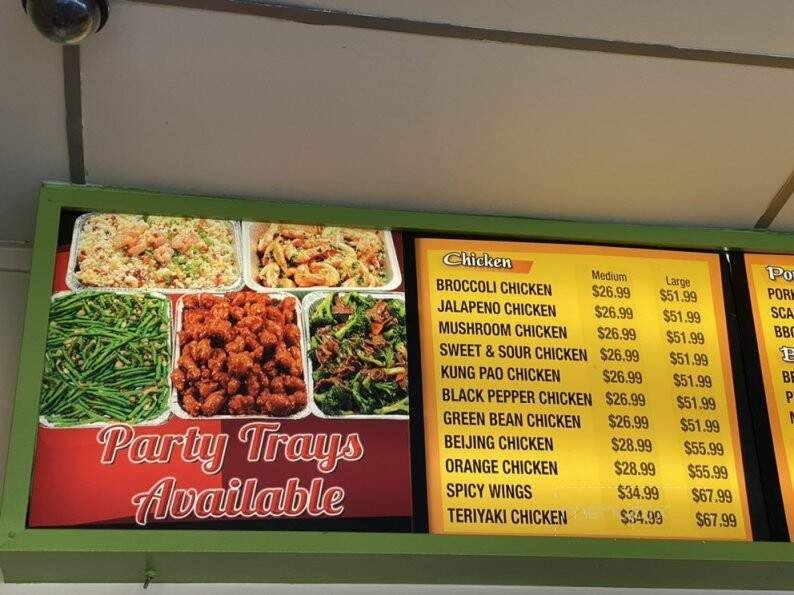 Party Trays
Available
Chicken
Medium Large
BROCCOLI CHICKEN $26.99 $51.99
JALAPENO CHICKEN $26.99 $51.99
MUSHROOM CHICKEN $26.99 $51.99
SWEET & SOUR CHICKEN $26.99 $51.99
KUNG PAO CHICKEN $26.99 $51.99
BLACK PEPPER CHICKEN $26.99 $51.99
GREEN BEAN CHICKEN $26.99 $51.99
BEIJING CHICKEN $28.99 $55.99
ORANGE CHICKEN $28.99 $55.99
SPICY WINGS $34.99 $67.99
TERIYAKI CHICKEN $34.99 $67.99